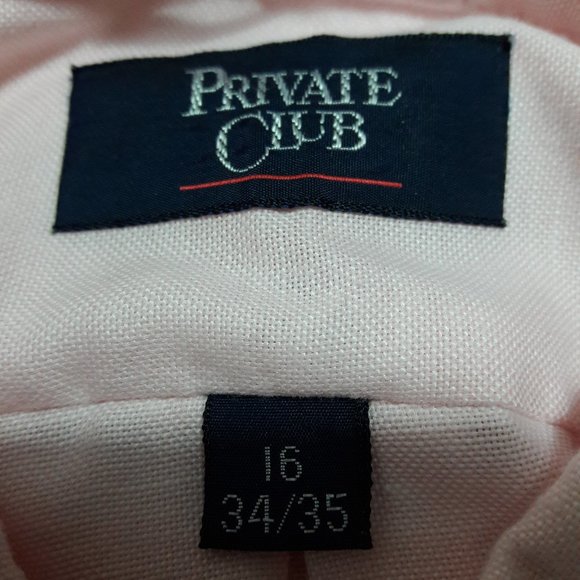 PRIVATE
CLUB
16
34/35